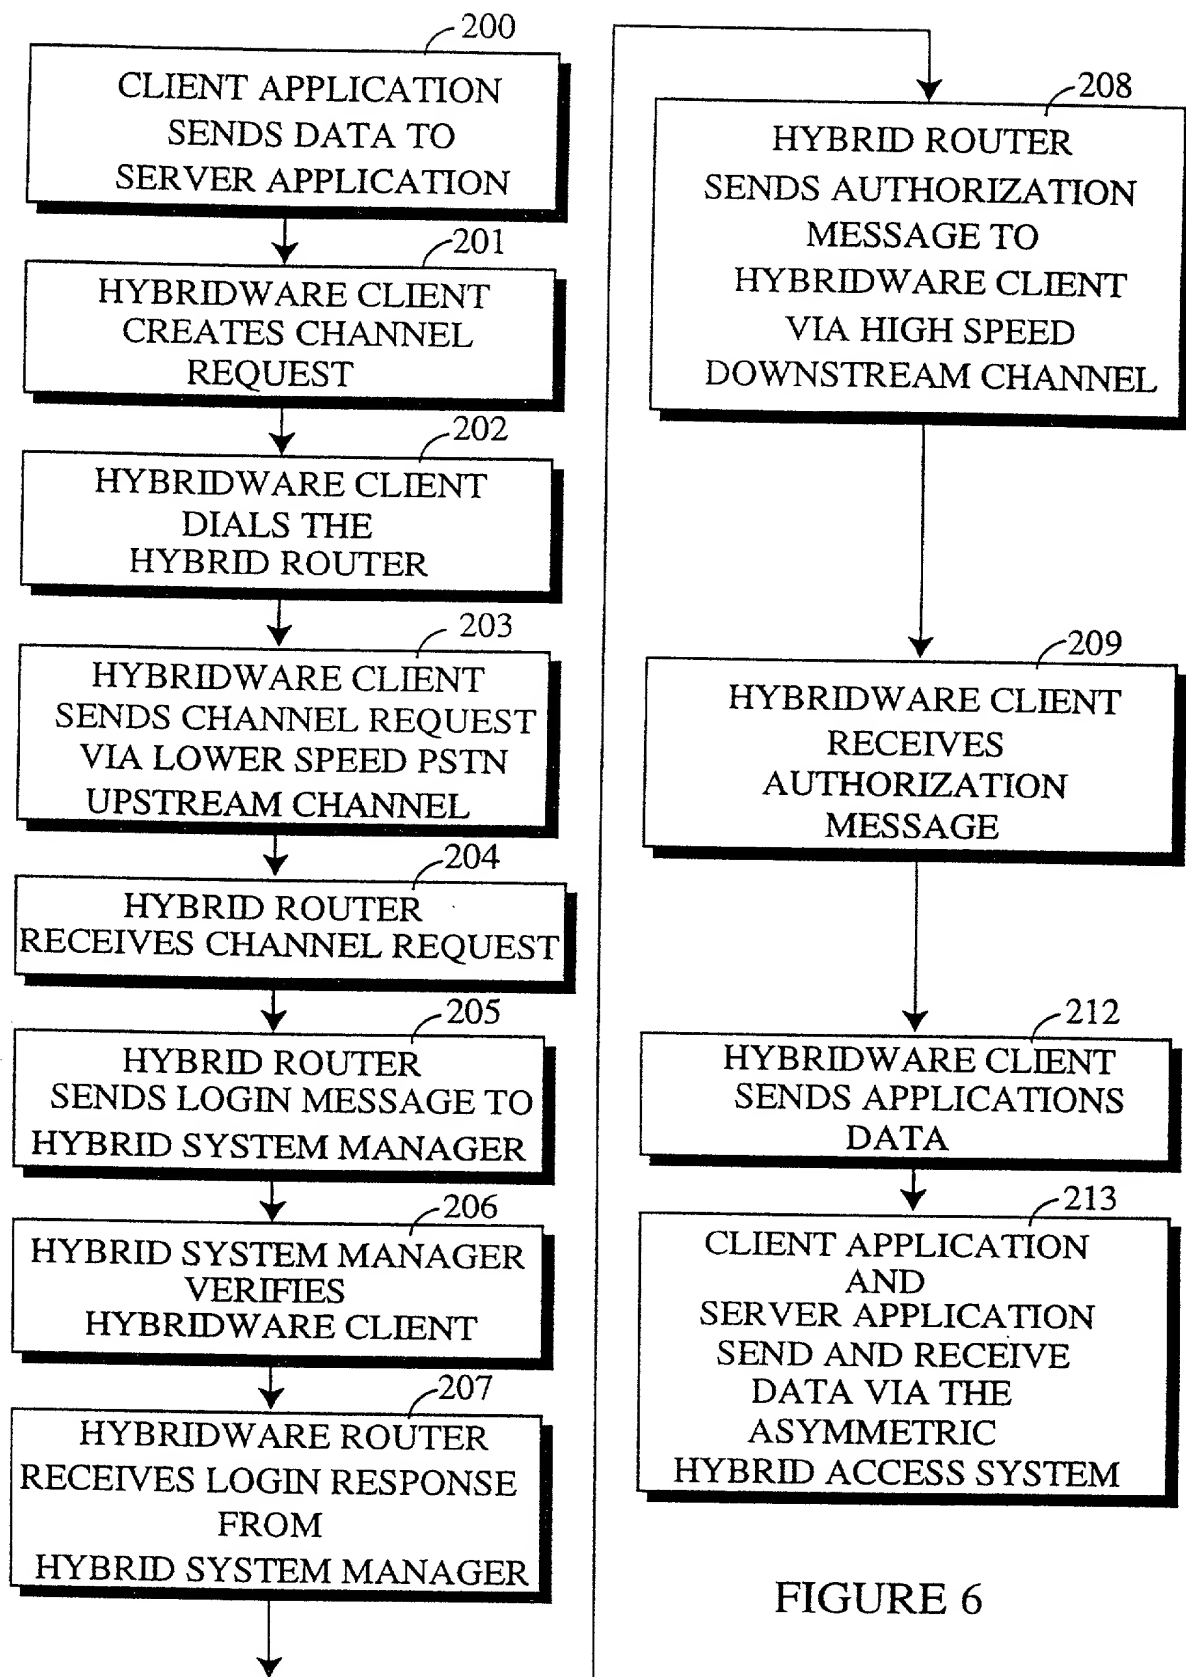 200
CLIENT APPLICATION
SENDS DATA TO
SERVER APPLICATION
201
HYBRIDWARE CLIENT
CREATES CHANNEL
REQUEST
202
HYBRIDWARE CLIENT
DIALS THE
HYBRID ROUTER
203
HYBRIDWARE CLIENT
SENDS CHANNEL REQUEST
VIA LOWER SPEED PSTN
UPSTREAM CHANNEL
204
HYBRID ROUTER
RECEIVES CHANNEL REQUEST
205
HYBRID ROUTER
SENDS LOGIN MESSAGE TO
HYBRID SYSTEM MANAGER
206
HYBRID SYSTEM MANAGER
VERIFIES
HYBRIDWARE CLIENT
207
HYBRIDWARE ROUTER
RECEIVES LOGIN RESPONSE
FROM
HYBRID SYSTEM MANAGER
208
HYBRID ROUTER
SENDS AUTHORIZATION
MESSAGE TO
HYBRIDWARE CLIENT
VIA HIGH SPEED
DOWNSTREAM CHANNEL
209
HYBRIDWARE CLIENT
RECEIVES
AUTHORIZATION
MESSAGE
212
HYBRIDWARE CLIENT
SENDS APPLICATIONS
DATA
213
CLIENT APPLICATION
AND
SERVER APPLICATION
SEND AND RECEIVE
DATA VIA THE
ASYMMETRIC
HYBRID ACCESS SYSTEM
FIGURE 6